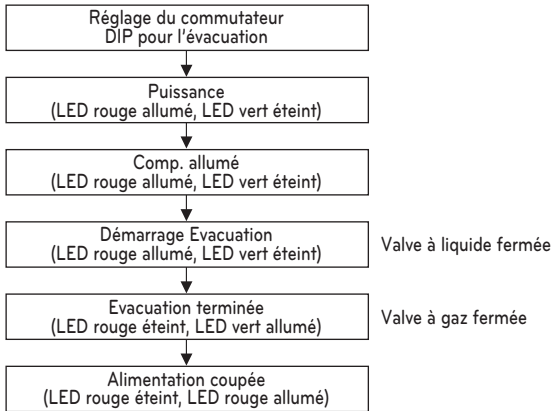 Réglage du commutateur
DIP pour l'évacuation
Puissance
(LED rouge allumé, LED vert éteint)
Comp. allumé
(LED rouge allumé, LED vert éteint)
Démarrage Evacuation
(LED rouge allumé, LED vert éteint)
Valve à liquide fermée
Evacuation terminée
(LED rouge éteint, LED vert allumé)
Valve à gaz fermée
Alimentation coupée
(LED rouge éteint, LED rouge allumé)